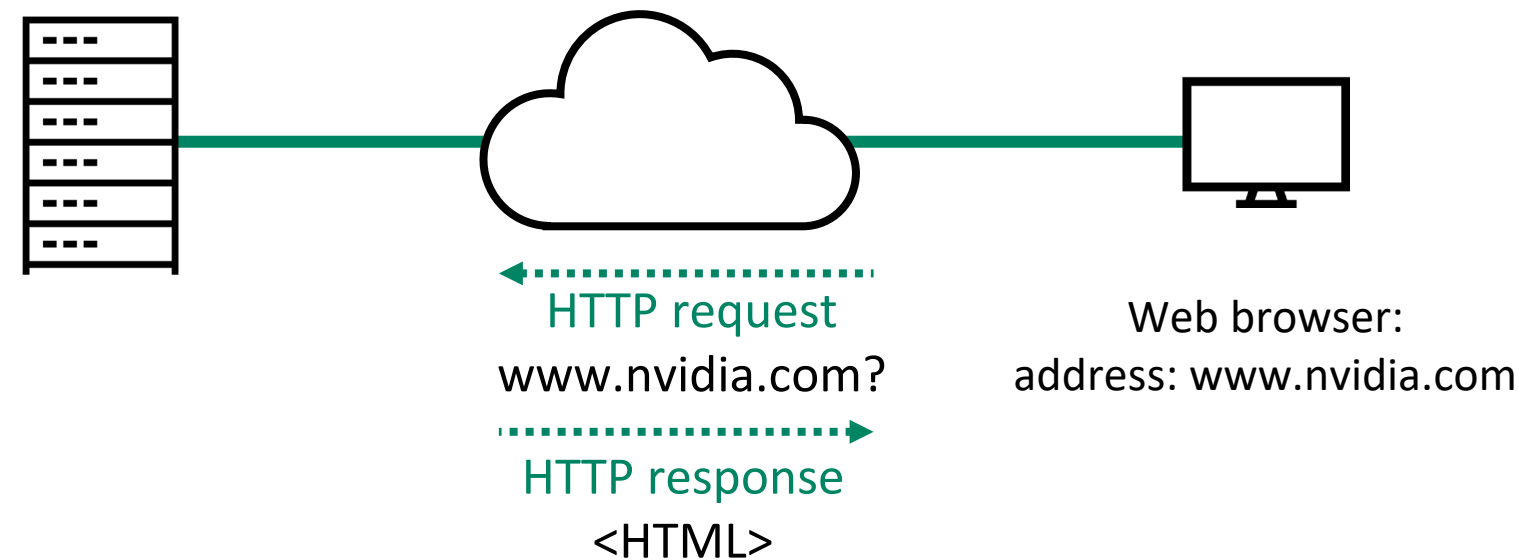 HTTP request
www.nvidia.com?
HTTP response
<HTML>
Web browser:
address: www.nvidia.com